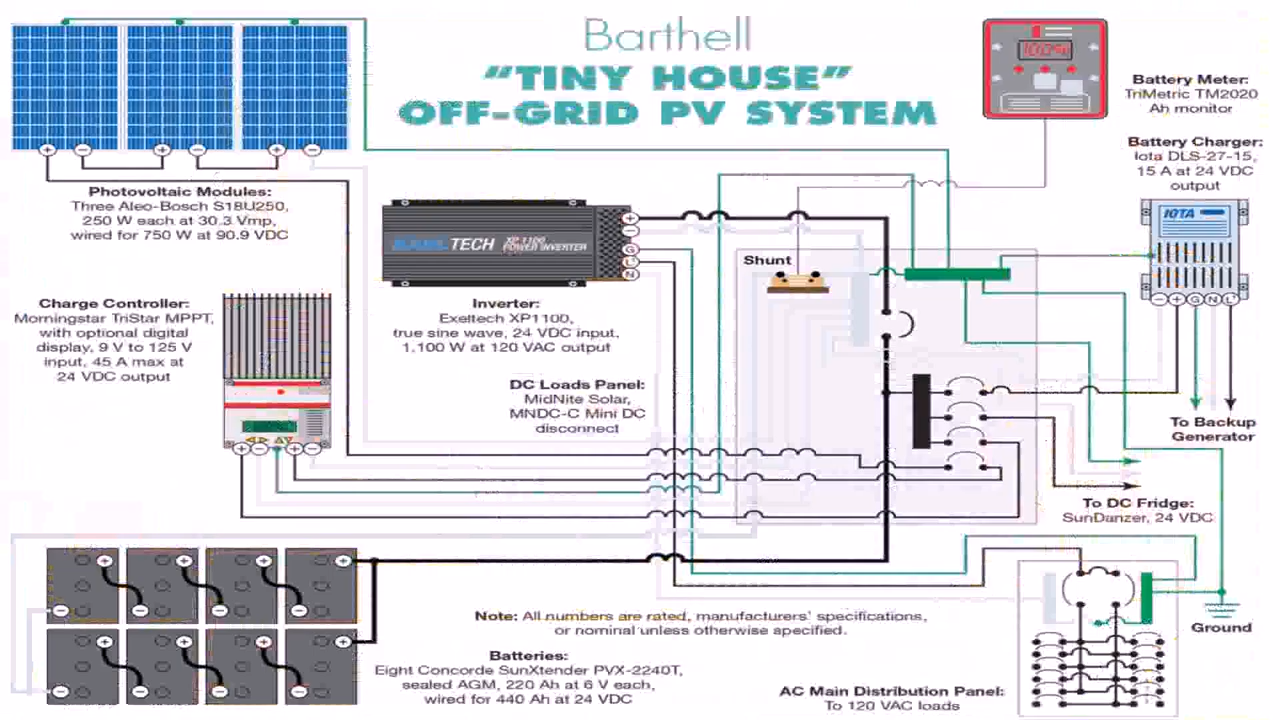 Barthell
“TINY HOUSE”
OFF-GRID PV SYSTEM
100%
Battery Meter:
TriMetric TM2020
Ah monitor
Battery Charger:
Iota DLS-27-15,
15 A at 24 VDC
output
IOTA
Photovoltaic Modules:
Three Aleo-Bosch S18U250,
250 W each at 30.3 Vmp,
wired for 750 W at 90.9 VDC
TECH XP1100
POWER INVERTER
G
L
N
Shunt
Charge Controller:
Morningstar TriStar MPPT,
with optional digital
display, 9 V to 125 V
input, 45 A max at
24 VDC output
Inverter:
Exeltech XP1100,
true sine wave, 24 VDC input,
1,100 W at 120 VAC output
G N L
DC Loads Panel:
MidNite Solar,
MNDC-C Mini DC
disconnect
To Backup
Generator
To DC Fridge:
SunDanzer, 24 VDC
Note: All numbers are rated, manufacturers’ specifications,
or nominal unless otherwise specified.
Ground
Batteries:
Eight Concorde SunXtender PVX-2240T,
sealed AGM, 220 Ah at 6 V each,
wired for 440 Ah at 24 VDC
AC Main Distribution Panel:
To 120 VAC loads